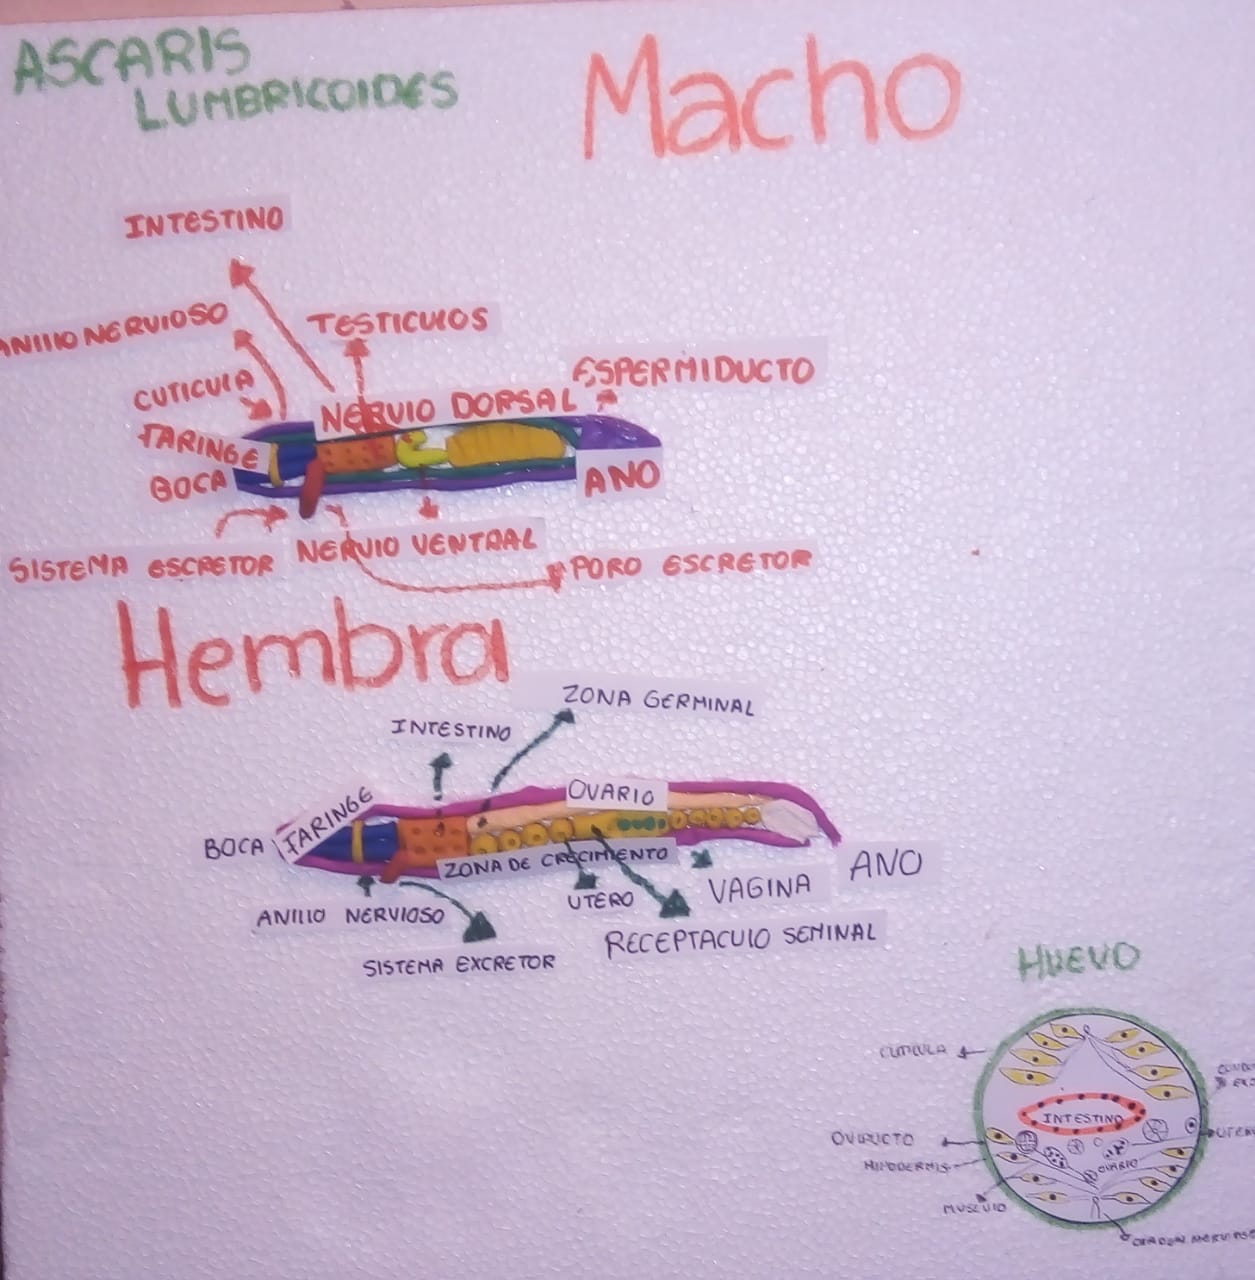 ASCARIS
LUMBRICOIDES
Macho
INTESTINO
ANIllO NERVIOSO
TESTICUlOS
CUTICUlA
ESPERMIDUCTO
NERVIO DORSAL
FARINGE
BOCA
ANO
SISTEMA ESCRETOR
NERVIO VENTRAL
PORO ESCRETOR
Hembra
ZONA GERMINAL
INTESTINO
OVARIO
FARINGE
BOCA
ZONA DE CRECIMIENTO
ANO
VAGINA
UTERO
ANIllO NERVIOSO
RECEPTACUlO SEMINAL
SISTEMA EXCRETOR
HUEVO
CUTICULA
INTESTINO
OVIDUCTO
HIPODERMIS
OVARIO
MUSCUlO